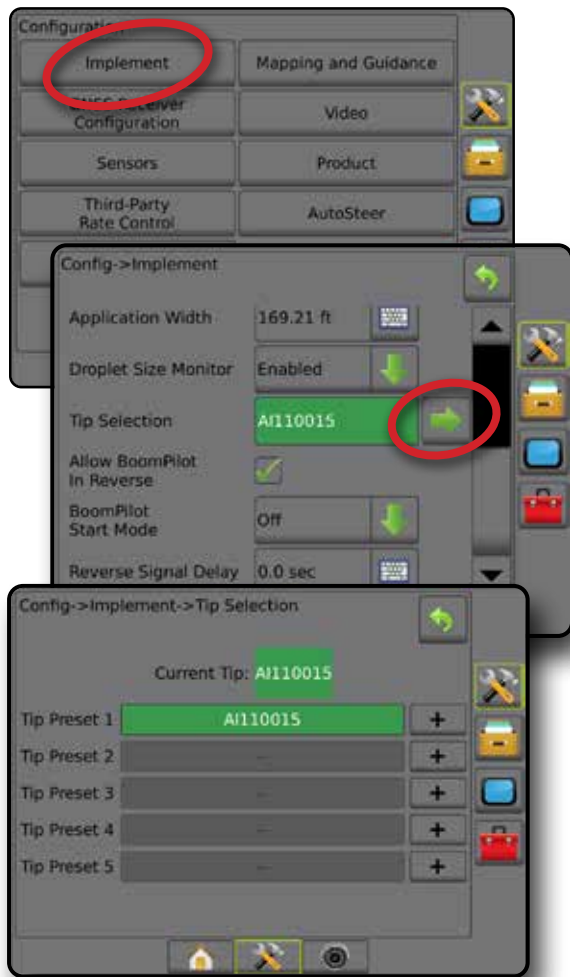 Configuration
Implement
Mapping and Guidance
GNSS Receiver
Configuration
Video
Sensors
Product
Third-Party
Rate Control
AutoSteer
Config->Implement
Application Width 169.21 ft
Droplet Size Monitor Enabled
Tip Selection AI110015
Allow BoomPilot
In Reverse
BoomPilot
Start Mode Off
Reverse Signal Delay 0.0 sec
Config->Implement->Tip Selection
Current Tip: AI110015
Tip Preset 1 AI110015 +
Tip Preset 2 -- +
Tip Preset 3 -- +
Tip Preset 4 -- +
Tip Preset 5 -- +